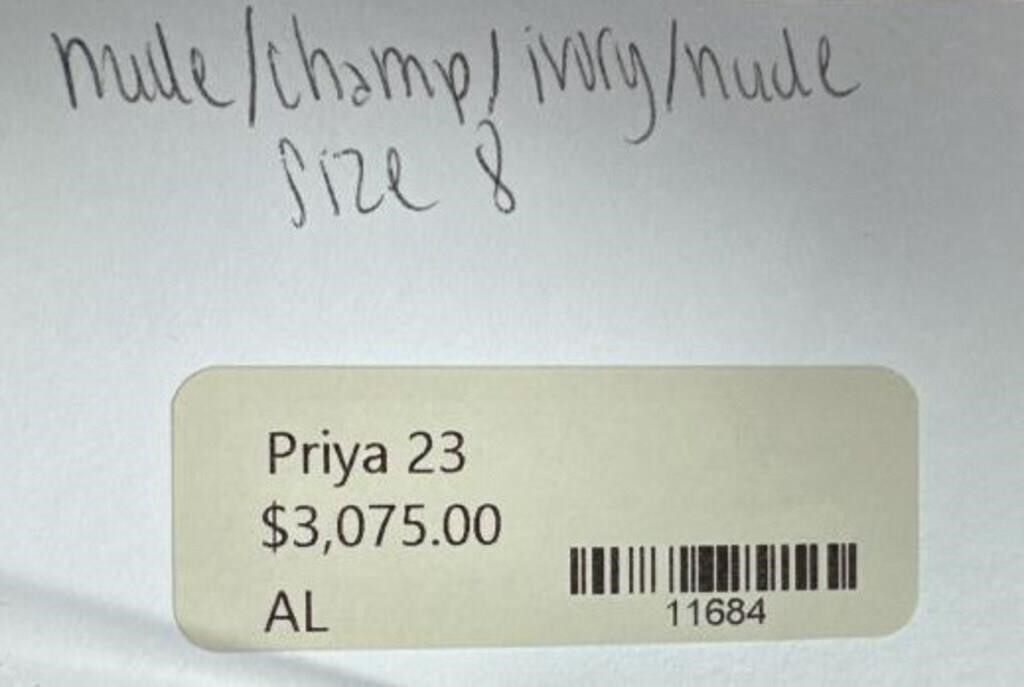 nude/champ/ivory/nude
size 8
Priya 23
$3,075.00
AL
11684